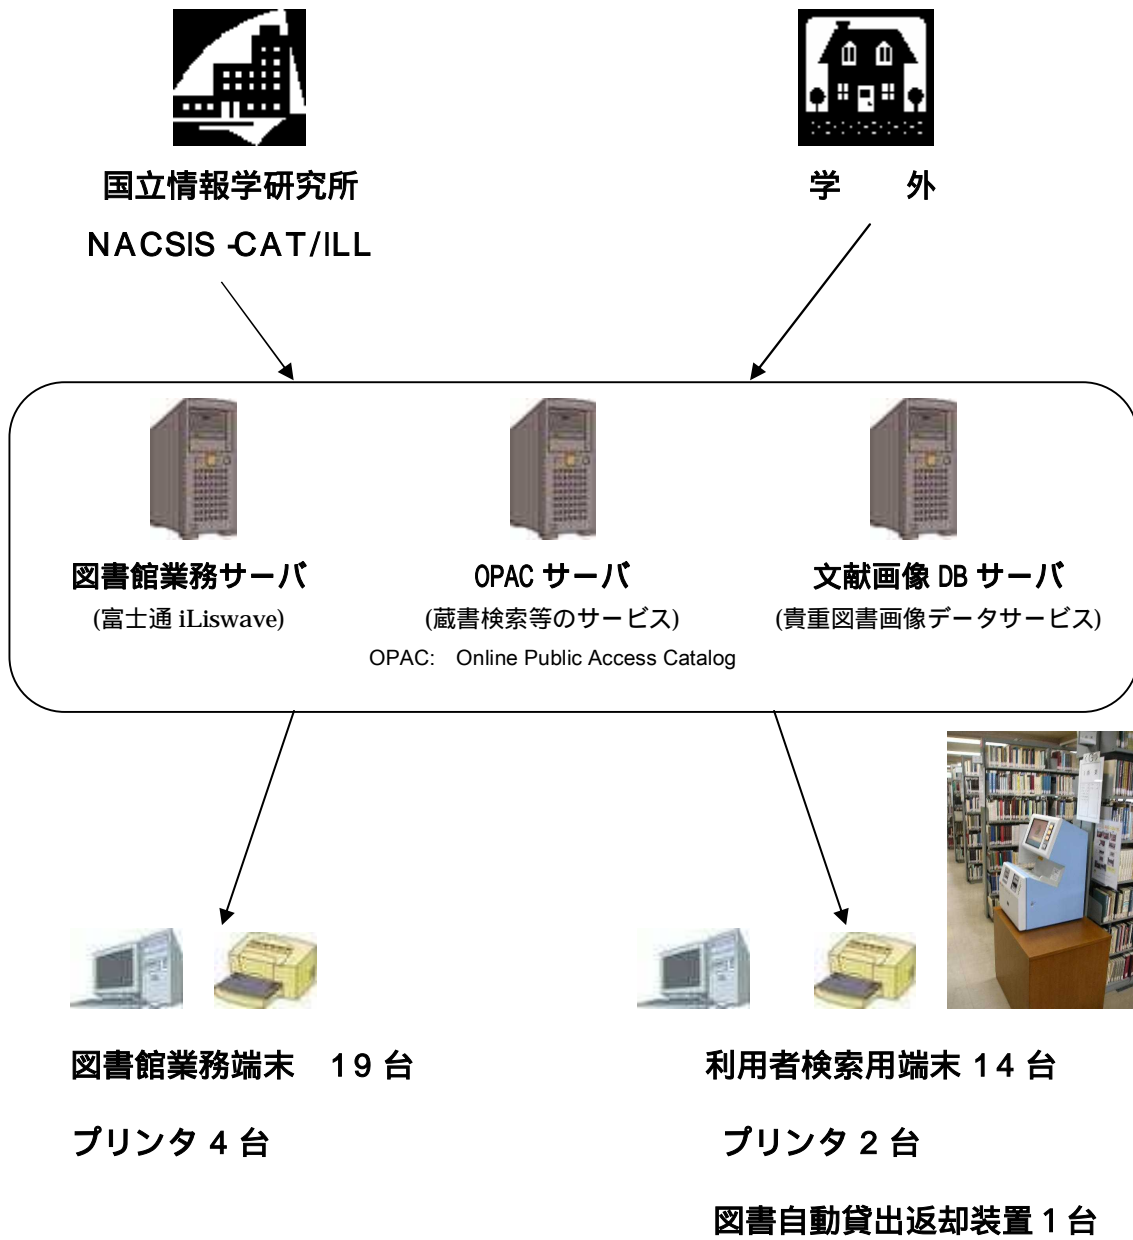 国立情報学研究所
NACSIS -CAT/ILL
学　外
図書館業務サーバ
(富士通 iLiswave)
OPAC サーバ
(蔵書検索等のサービス)
文献画像 DB サーバ
(貴重図書画像データサービス)
OPAC:　Online Public Access Catalog
図書館業務端末　19 台
プリンタ 4 台
利用者検索用端末 14 台
プリンタ 2 台
図書自動貸出返却装置 1 台